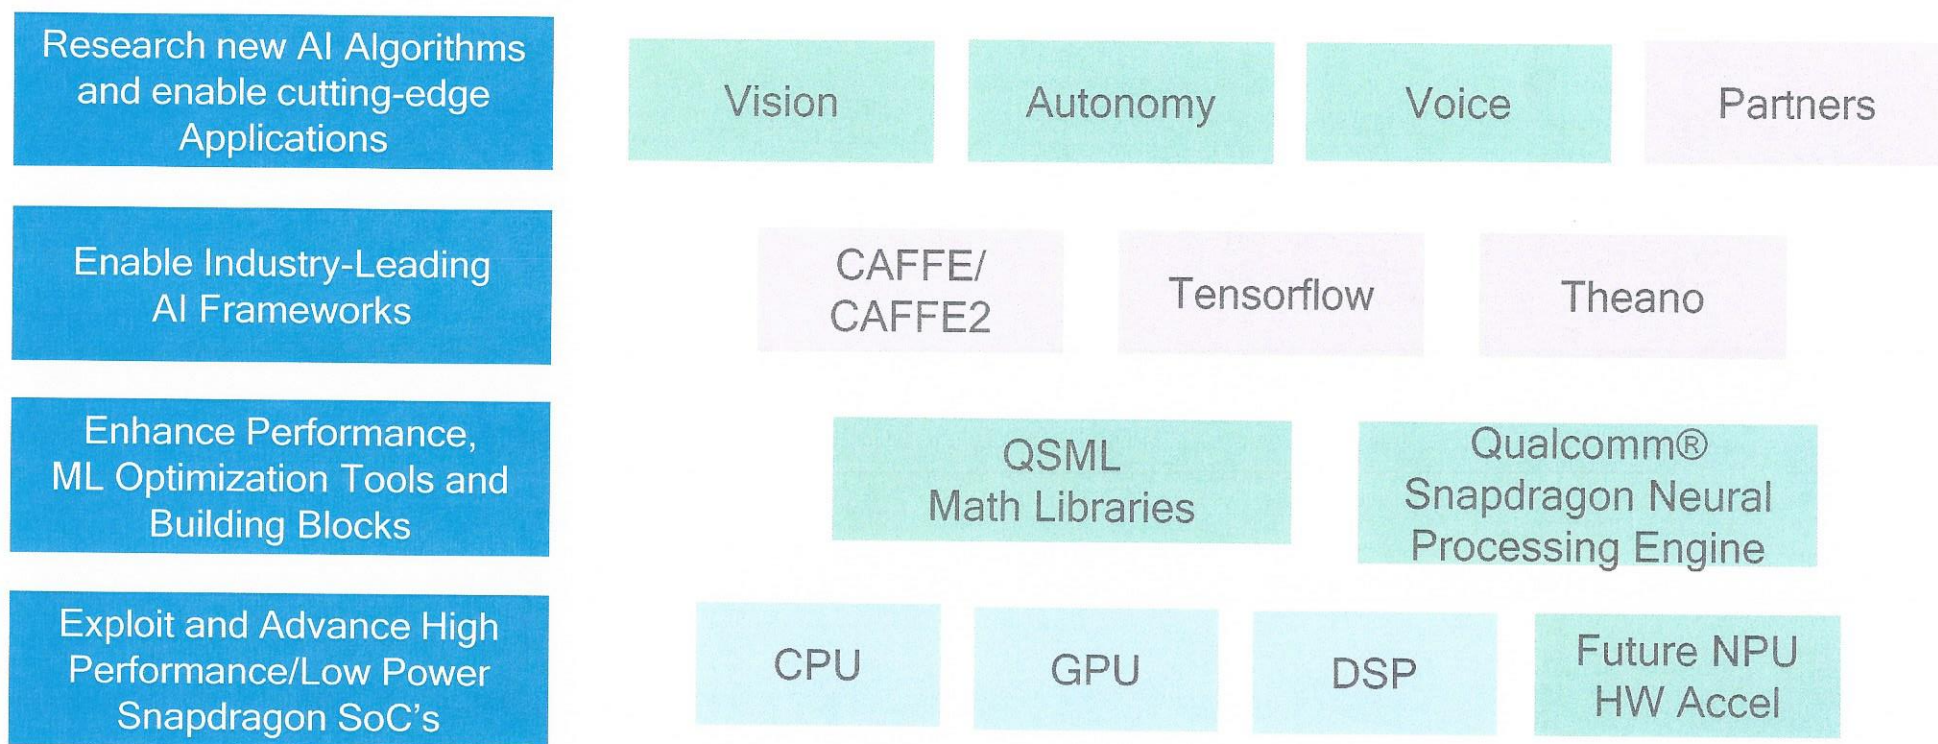 Research new AI Algorithms
and enable cutting-edge
Applications
Vision
Autonomy
Voice
Partners
Enable Industry-Leading
AI Frameworks
CAFFE/
CAFFE2
Tensorflow
Theano
Enhance Performance,
ML Optimization Tools and
Building Blocks
QSML
Math Libraries
Qualcomm®
Snapdragon Neural
Processing Engine
Exploit and Advance High
Performance/Low Power
Snapdragon SoC's
CPU
GPU
DSP
Future NPU
HW Accel